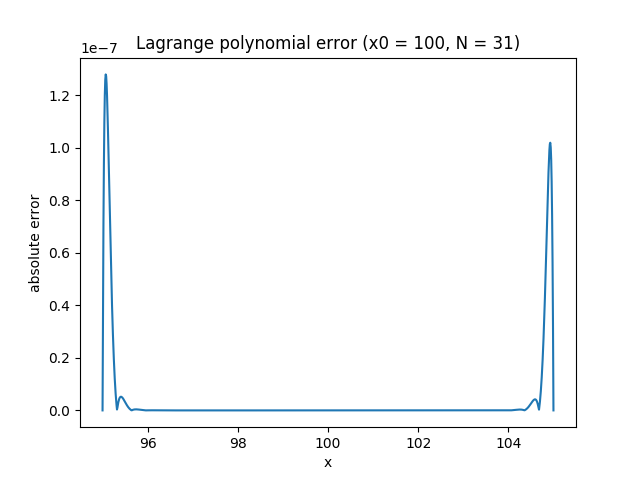 Lagrange polynomial error (x0 = 100, N = 31)
1e−7
1.2
1.0
0.8
0.6
0.4
0.2
0.0
absolute error
96 98 100 102 104
x